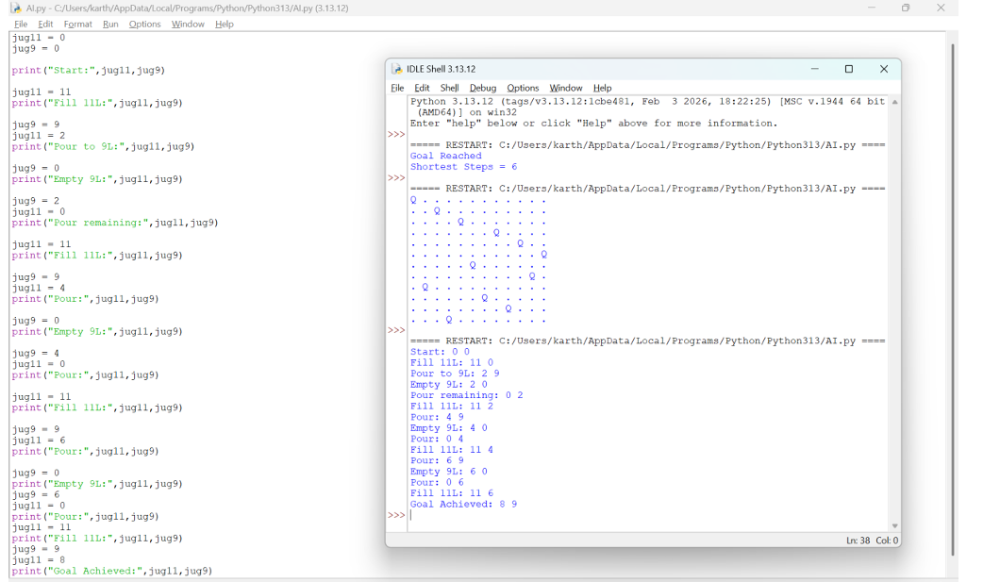 AI.py - C:/Users/karth/AppData/Local/Programs/Python/Python313/AI.py (3.13.12)
File Edit Format Run Options Window Help
jug11 = 0
jug9 = 0
print("Start:",jug11,jug9)
jug11 = 11
print("Fill 11L:",jug11,jug9)
jug9 = 9
jug11 = 2
print("Pour to 9L:",jug11,jug9)
jug9 = 0
print("Empty 9L:",jug11,jug9)
jug9 = 2
jug11 = 0
print("Pour remaining:",jug11,jug9)
jug11 = 11
print("Fill 11L:",jug11,jug9)
jug9 = 9
jug11 = 4
print("Pour:",jug11,jug9)
jug9 = 0
print("Empty 9L:",jug11,jug9)
jug9 = 4
jug11 = 0
print("Pour:",jug11,jug9)
jug11 = 11
print("Fill 11L:",jug11,jug9)
jug9 = 9
jug11 = 6
print("Pour:",jug11,jug9)
jug9 = 0
print("Empty 9L:",jug11,jug9)
jug9 = 6
jug11 = 0
print("Pour:",jug11,jug9)
jug11 = 11
print("Fill 11L:",jug11,jug9)
jug9 = 9
jug11 = 8
print("Goal Achieved:",jug11,jug9)
IDLE Shell 3.13.12
File Edit Shell Debug Options Window Help
Python 3.13.12 (tags/v3.13.12:1cbe481, Feb  3 2026, 18:22:25) [MSC v.1944 64 bit
(AMD64)] on win32
Enter "help" below or click "Help" above for more information.
>>>
===== RESTART: C:/Users/karth/AppData/Local/Programs/Python/Python313/AI.py ====
Goal Reached
Shortest Steps = 6
>>>
===== RESTART: C:/Users/karth/AppData/Local/Programs/Python/Python313/AI.py ====
Q . . . . . . . . . . .
. . Q . . . . . . . . .
. . . . Q . . . . . . .
. . . . . . . Q . . . .
. . . . . . . . . Q . .
. . . . . . . . . . . Q
. . . . . Q . . . . . .
. . . . . . . . . . Q .
. Q . . . . . . . . . .
. . . . . . Q . . . . .
. . . . . . . . Q . . .
. . . Q . . . . . . . .
>>>
===== RESTART: C:/Users/karth/AppData/Local/Programs/Python/Python313/AI.py ====
Start: 0 0
Fill 11L: 11 0
Pour to 9L: 2 9
Empty 9L: 2 0
Pour remaining: 0 2
Fill 11L: 11 2
Pour: 4 9
Empty 9L: 4 0
Pour: 0 4
Fill 11L: 11 4
Pour: 6 9
Empty 9L: 6 0
Pour: 0 6
Fill 11L: 11 6
Goal Achieved: 8 9
>>>
Ln: 38 Col: 0